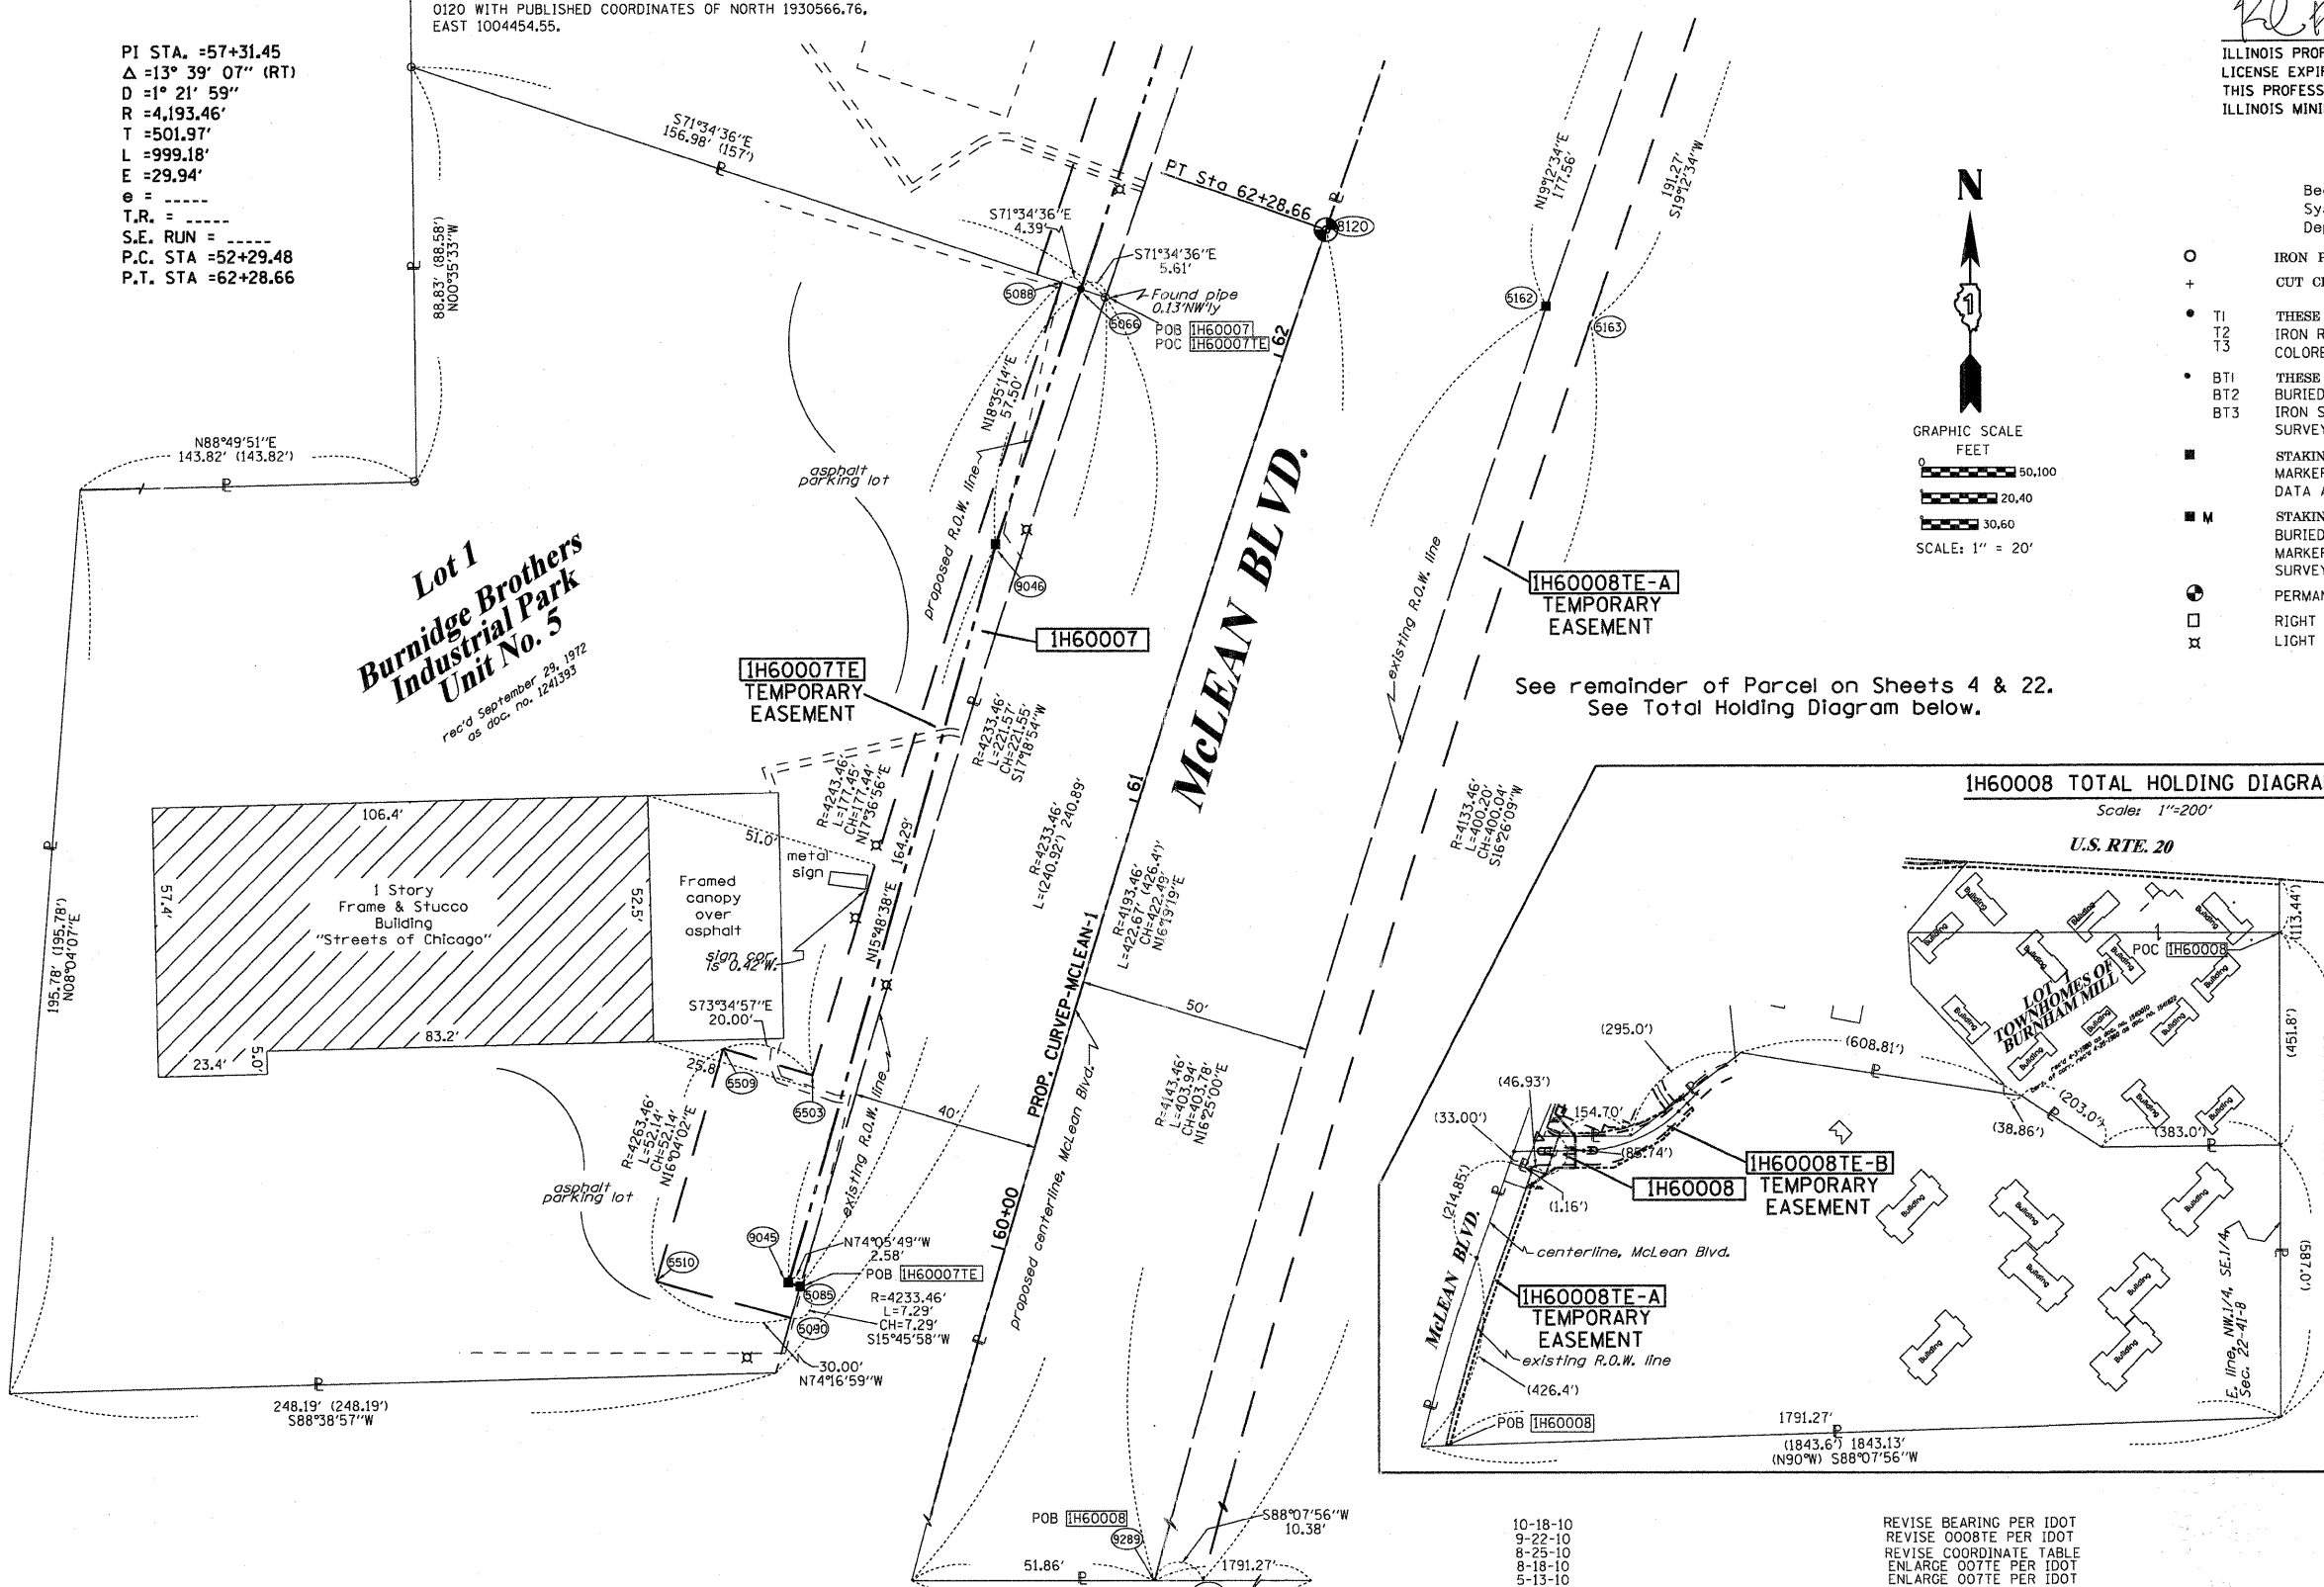 0120 WITH PUBLISHED COORDINATES OF NORTH 1930566.76,
EAST 1004454.55.
PI STA. =57+31.45
Δ =13° 39' 07" (RT)
D =1° 21' 59"
R =4,193.46'
T =501.97'
L =999.18'
E =29.94'
e = _____
T.R. = _____
S.E. RUN = _____
P.C. STA =52+29.48
P.T. STA =62+28.66
ILLINOIS PROF
LICENSE EXPIR
THIS PROFESS
ILLINOIS MINI
S71°34'36"E
156.98' (157')
88.83' (88.58')
N00°35'33"W
S71°34'36"E
4.39'
PT Sta 62+28.66
8120
S71°34'36"E
5.61'
Found pipe
0.13'NW'ly
5088
5066
POB 1H60007
POC 1H60007TE
62
N19°12'34"E
177.56'
191.27'
S19°12'34"W
5162
5163
N
1
GRAPHIC SCALE
FEET
0
50,100
20,40
30,60
SCALE: 1" = 20'
IRON P
+
T1 THESE
T2 IRON R
T3 COLORE
BT1 THESE
BT2 BURIED
BT3 IRON S
SURVEY
STAKIN
MARKER
DATA A
M STAKIN
BURIED
MARKER
SURVEY
PERMAN
RIGHT
LIGHT
N88°49'51"E
143.82' (143.82')
N18°35'14"E
57.50'
asphalt
parking lot
proposed R.O.W. line
9046
Lot 1
Burnidge Brothers
Industrial Park
Unit No. 5
rec'd September 29, 1972
as doc. no. 1241393
1H60007
1H60007TE
TEMPORARY
EASEMENT
McLEAN BLVD.
existing R.O.W. line
1H60008TE-A
TEMPORARY
EASEMENT
See remainder of Parcel on Sheets 4 & 22.
See Total Holding Diagram below.
R=4233.46'
L=221.57'
CH=221.55'
S17°18'54"W
R=4243.46'
L=177.45'
CH=177.44'
N17°36'56"E
61
R=4233.46'
L=(240.92') 240.89'
R=4193.46'
L=422.67' (426.4')
CH=422.49'
N16°19'19"E
R=4133.46'
L=400.20'
CH=400.04'
S16°26'09"W
106.4'
57.4'
1 Story
Frame & Stucco
Building
"Streets of Chicago"
52.5'
83.2'
23.4'
5.0'
51.0'
metal
sign
Framed
canopy
over
asphalt
sign cor.
is 0.42'W.
164.29'
N15°48'38"E
S73°34'57"E
20.00'
25.8'
5509
5503
195.78' (195.78')
N08°04'07"E
R=4263.46'
L=52.14'
CH=52.14'
N16°04'02"E
asphalt
parking lot
5510
9045
existing R.O.W. line
40'
50'
PROP. CURVEP-MCLEAN-1
proposed centerline, McLean Blvd.
60+00
R=4143.46'
L=403.94'
CH=403.78'
N16°25'00"E
N74°05'49"W
2.58'
POB 1H60007TE
5085
R=4233.46'
L=7.29'
CH=7.29'
S15°45'58"W
5090
30.00'
N74°16'59"W
248.19' (248.19')
S88°38'57"W
POB 1H60008
9289
S88°07'56"W
10.38'
51.86'
1791.27'
1H60008 TOTAL HOLDING DIAGRA
Scale: 1"=200'
U.S. RTE. 20
POC 1H60008
LOT 1
TOWNHOMES OF
BURNHAM MILL
Building
(113.44')
(451.8')
(295.0')
(608.81')
(46.93')
(33.00')
154.70'
(85.74')
(1.16')
(214.85')
(38.86')
(203.0')
(383.0')
(587.0')
1H60008TE-B
TEMPORARY
EASEMENT
1H60008
McLEAN BLVD.
centerline, McLean Blvd.
1H60008TE-A
TEMPORARY
EASEMENT
existing R.O.W. line
(426.4')
POB 1H60008
E. line, NW.1/4, SE.1/4,
Sec. 22-41-8
1791.27'
(1843.6') 1843.13'
(N90°W) S88°07'56"W
10-18-10 REVISE BEARING PER IDOT
9-22-10 REVISE 0008TE PER IDOT
8-25-10 REVISE COORDINATE TABLE
8-18-10 ENLARGE 007TE PER IDOT
5-13-10 ENLARGE 007TE PER IDOT